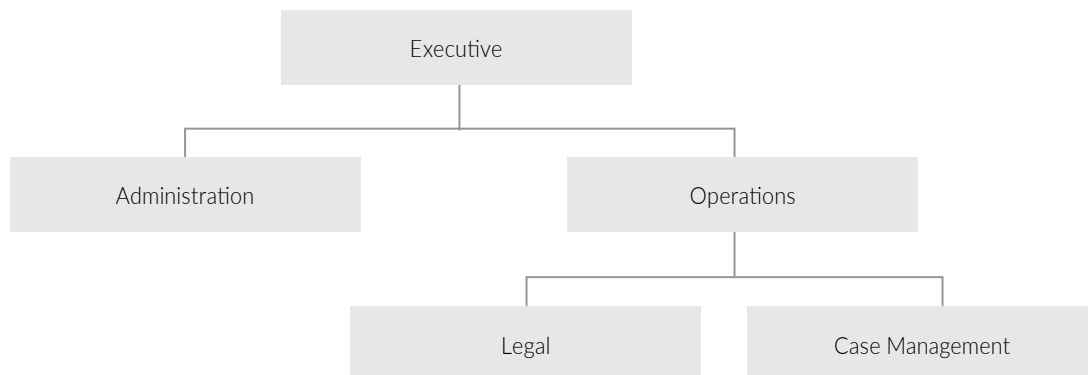 Executive
Administration
Operations
Legal
Case Management